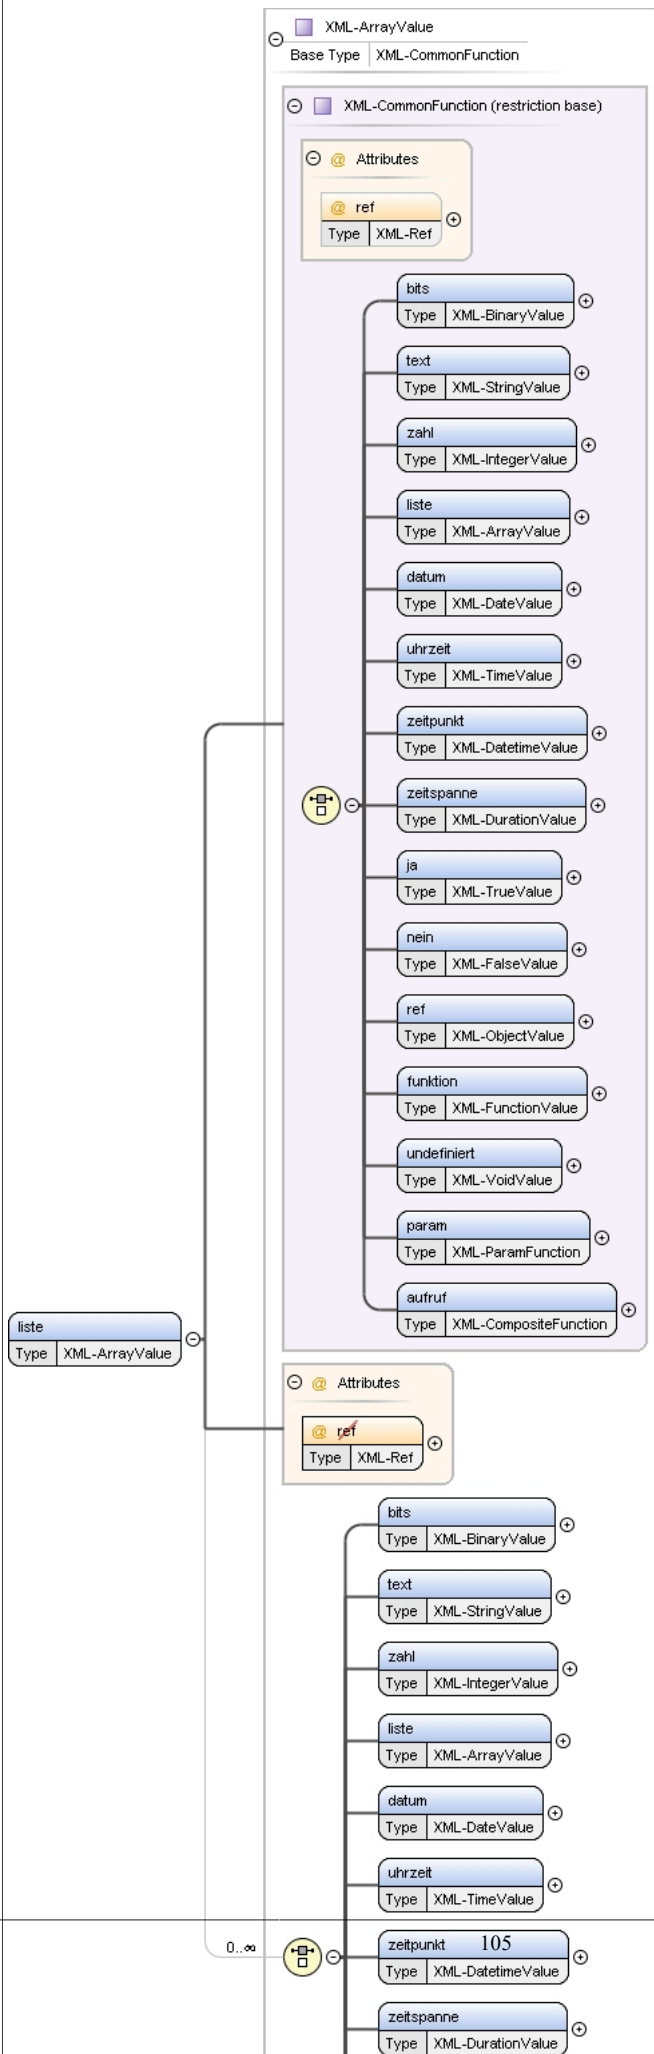 XML-ArrayValue
Base Type XML-CommonFunction
XML-CommonFunction (restriction base)
@ Attributes
@ ref
Type XML-Ref
bits
Type XML-BinaryValue
text
Type XML-StringValue
zahl
Type XML-IntegerValue
liste
Type XML-ArrayValue
datum
Type XML-DateValue
uhrzeit
Type XML-TimeValue
zeitpunkt
Type XML-DatetimeValue
zeitspanne
Type XML-DurationValue
ja
Type XML-TrueValue
nein
Type XML-FalseValue
ref
Type XML-ObjectValue
funktion
Type XML-FunctionValue
undefiniert
Type XML-VoidValue
param
Type XML-ParamFunction
aufruf
Type XML-CompositeFunction
liste
Type XML-ArrayValue
@ Attributes
@ ref
Type XML-Ref
bits
Type XML-BinaryValue
text
Type XML-StringValue
zahl
Type XML-IntegerValue
liste
Type XML-ArrayValue
datum
Type XML-DateValue
uhrzeit
Type XML-TimeValue
0..∞
zeitpunkt 105
Type XML-DatetimeValue
zeitspanne
Type XML-DurationValue